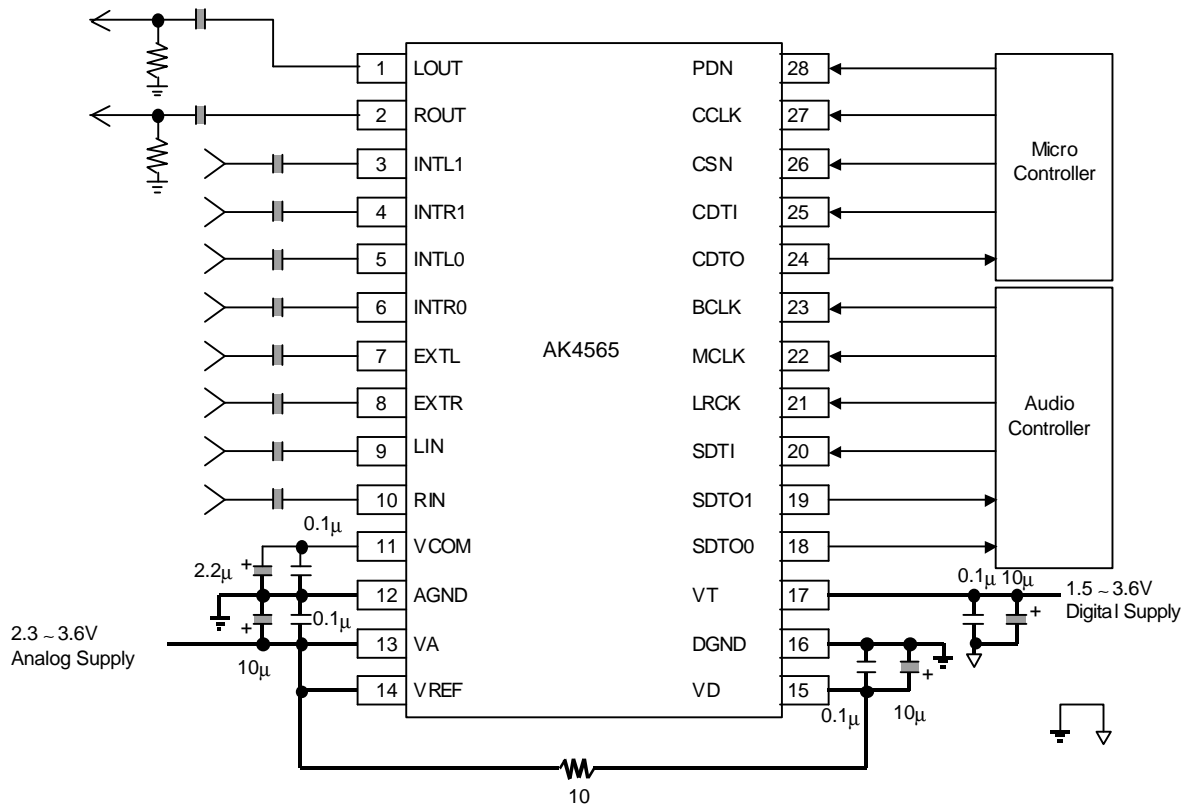 1 LOUT PDN 28
2 ROUT CCLK 27
3 INTL1 CSN 26
Micro
Controller
4 INTR1 CDTI 25
5 INTL0 CDTO 24
6 INTR0 BCLK 23
AK4565
7 EXTL MCLK 22
8 EXTR LRCK 21
Audio
Controller
9 LIN SDTI 20
10 RIN SDTO1 19
0.1μ
11 VCOM SDTO0 18
2.2μ +
0.1μ 10μ
12 AGND VT 17
+
1.5 ~ 3.6V
Digital Supply
+ 0.1μ
2.3 ~ 3.6V
Analog Supply
13 VA DGND 16
10μ
+
14 VREF VD 15
0.1μ 10μ
10